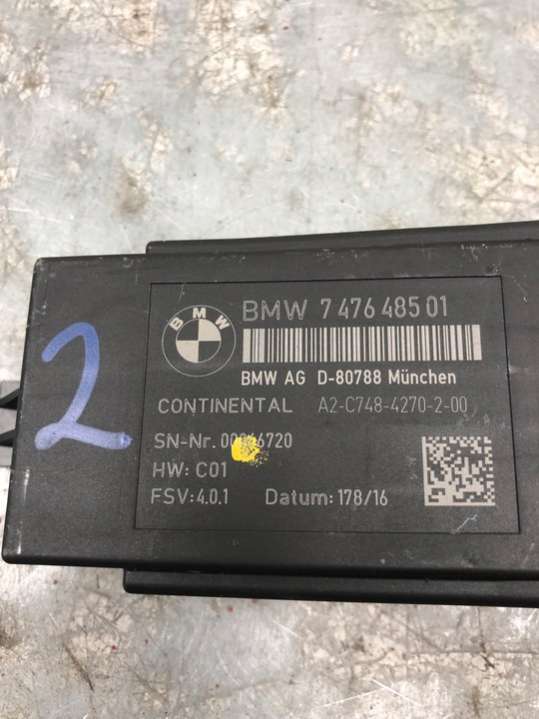 2
BMW
BMW 7 476 485 01
BMW AG D-80788 München
CONTINENTAL A2-C748-4270-2-00
SN-Nr.
HW: C01
FSV: 4.0.1 Datum: 178/16